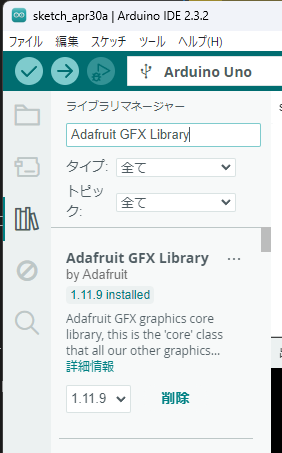 sketch_apr30a | Arduino IDE 2.3.2
ファイル 編集 スケッチ ツール ヘルプ(H)
Arduino Uno
ライブラリマネージャー
Adafruit GFX Library
タイプ: 全て
トピック: 全て
Adafruit GFX Library ...
by Adafruit
1.11.9 installed
Adafruit GFX graphics core
library, this is the 'core' class
that all our other graphics...
詳細情報
1.11.9 削除